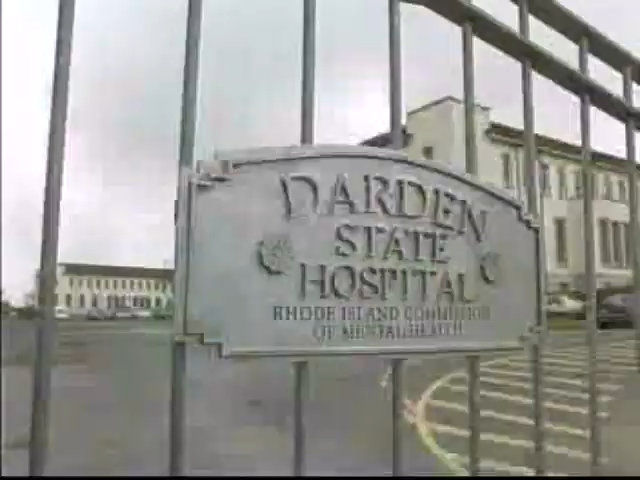 DARDEN
STATE
HOSPITAL
RHODE ISLAND COMMISSION
OF MENTAL HEALTH